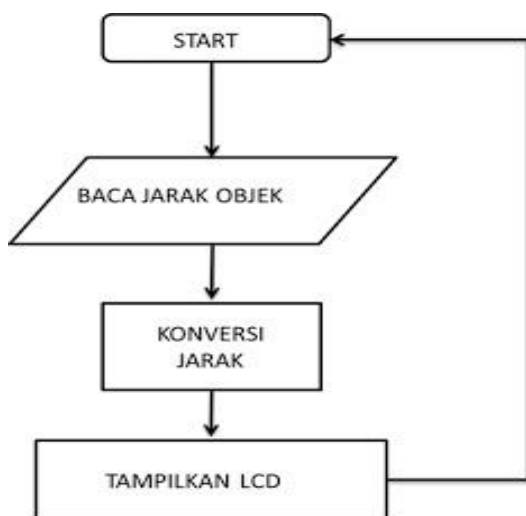 START
BACA JARAK OBJEK
KONVERSI
JARAK
TAMPILKAN LCD